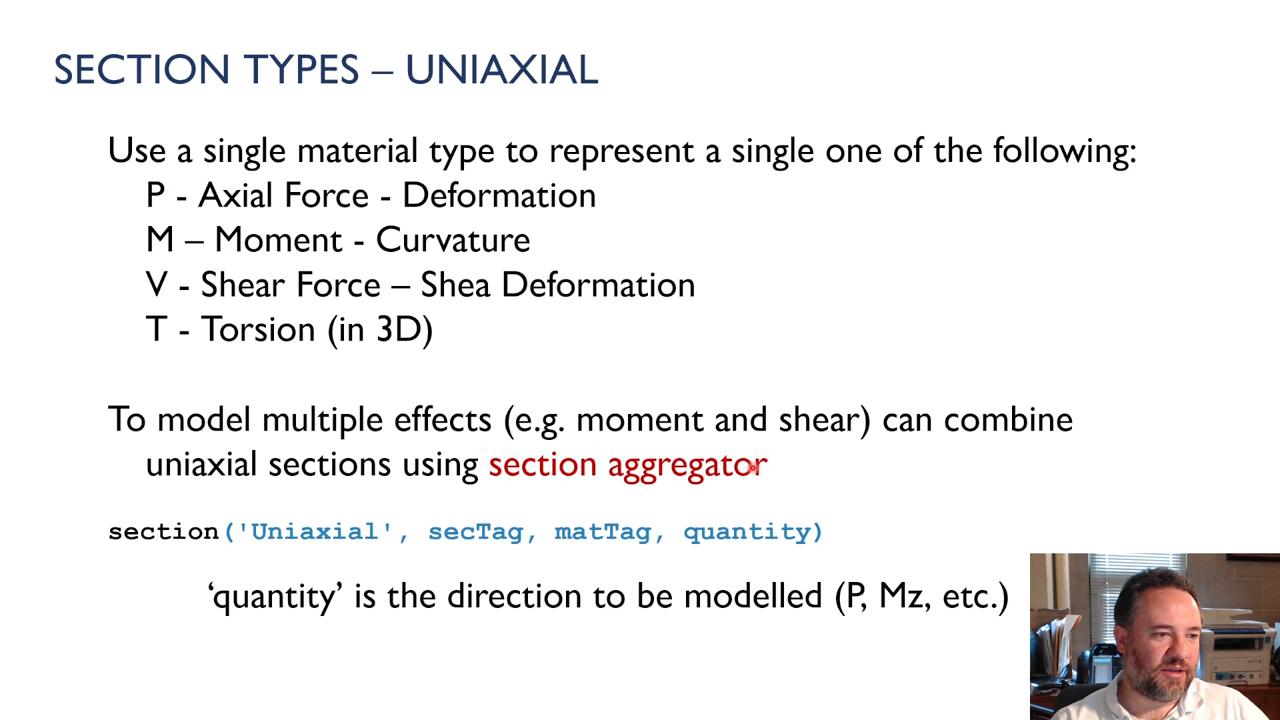 SECTION TYPES – UNIAXIAL
Use a single material type to represent a single one of the following:
P - Axial Force - Deformation
M – Moment - Curvature
V - Shear Force – Shea Deformation
T - Torsion (in 3D)
To model multiple effects (e.g. moment and shear) can combine
uniaxial sections using section aggregator
section('Uniaxial', secTag, matTag, quantity)
‘quantity’ is the direction to be modelled (P, Mz, etc.)